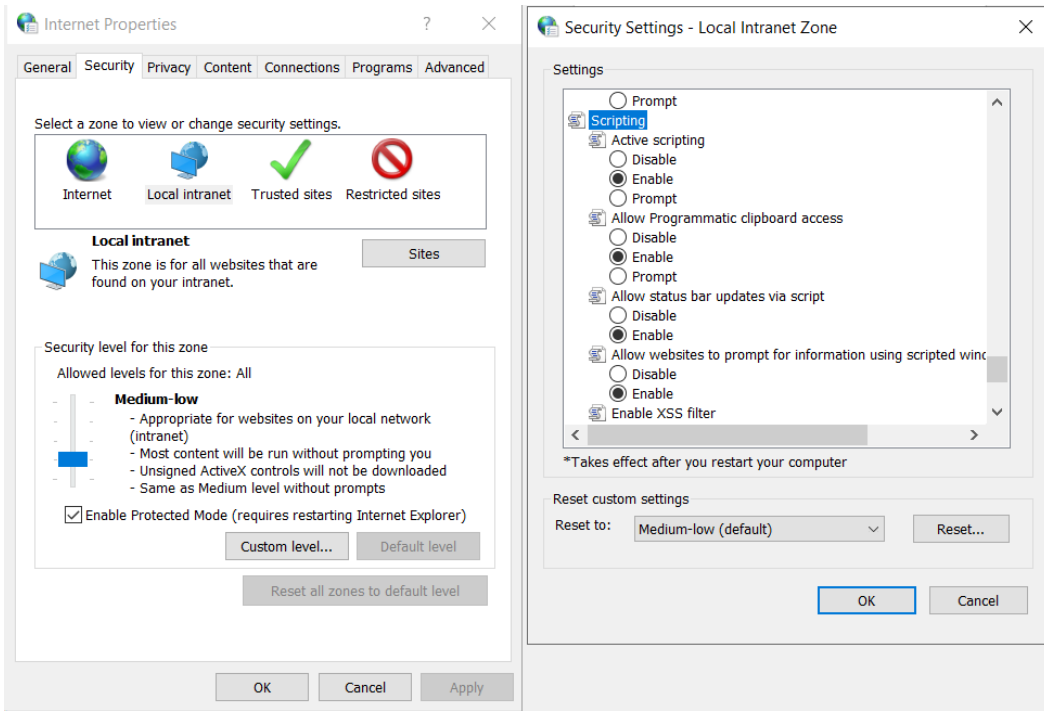 Internet Properties
?
General Security Privacy Content Connections Programs Advanced
Select a zone to view or change security settings.
Internet Local intranet Trusted sites Restricted sites
Local intranet
This zone is for all websites that are
found on your intranet.
Sites
Security level for this zone
Allowed levels for this zone: All
Medium-low
- Appropriate for websites on your local network
(intranet)
- Most content will be run without prompting you
- Unsigned ActiveX controls will not be downloaded
- Same as Medium level without prompts
Enable Protected Mode (requires restarting Internet Explorer)
Custom level... Default level
Reset all zones to default level
OK Cancel Apply
Security Settings - Local Intranet Zone
Settings
Prompt
Scripting
Active scripting
Disable
Enable
Prompt
Allow Programmatic clipboard access
Disable
Enable
Prompt
Allow status bar updates via script
Disable
Enable
Allow websites to prompt for information using scripted wind
Disable
Enable
Enable XSS filter
*Takes effect after you restart your computer
Reset custom settings
Reset to: Medium-low (default) Reset...
OK Cancel